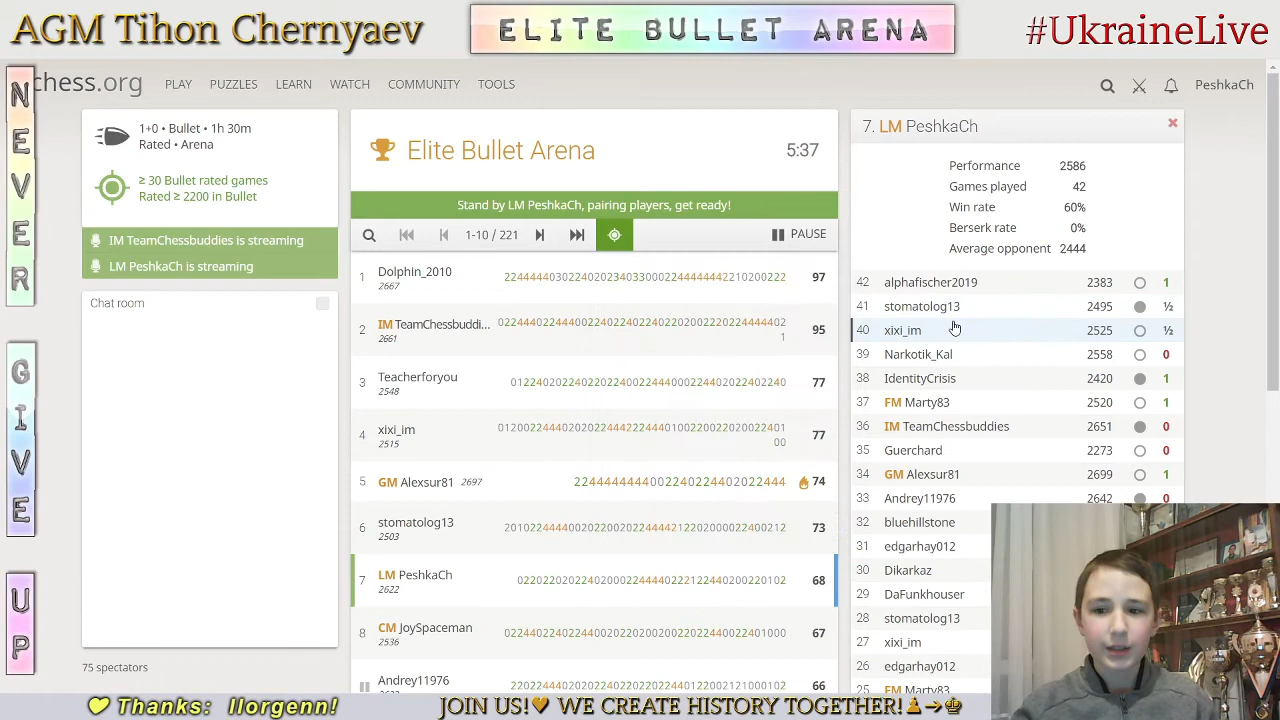 AGM Tihon Chernyaev
ELITE BULLET ARENA
#UkraineLive
NEVER
GIVE
UP
chess.org
PLAY PUZZLES LEARN WATCH COMMUNITY TOOLS
PeshkaCh
1+0 • Bullet • 1h 30m
Rated • Arena
≥ 30 Bullet rated games
Rated ≥ 2200 in Bullet
IM TeamChessbuddies is streaming
LM PeshkaCh is streaming
Chat room
75 spectators
Elite Bullet Arena 5:37
Stand by LM PeshkaCh, pairing players, get ready!
1-10 / 221 PAUSE
1 Dolphin_2010 97
2667
2 IM TeamChessbuddi... 95
2661
3 Teacherforyou 77
2548
4 xixi_im 77
2515
5 GM Alexsur81 2697 74
6 stomatolog13 73
2503
7 LM PeshkaCh 68
2622
8 CM JoySpaceman 67
2536
Andrey11976 66
7. LM PeshkaCh
Performance 2586
Games played 42
Win rate 60%
Berserk rate 0%
Average opponent 2444
42 alphafischer2019 2383 1
41 stomatolog13 2495 ½
40 xixi_im 2525 ½
39 Narkotik_Kal 2558 0
38 IdentityCrisis 2420 1
37 FM Marty83 2520 1
36 IM TeamChessbuddies 2651 0
35 Guerchard 2273 0
34 GM Alexsur81 2699 1
33 Andrey11976 2642 0
32 bluehillstone
31 edgarhay012
30 Dikarkaz
29 DaFunkhouser
28 stomatolog13
27 xixi_im
26 edgarhay012
25 FM Marty83
Thanks: llorgenn!
JOIN US! WE CREATE HISTORY TOGETHER!